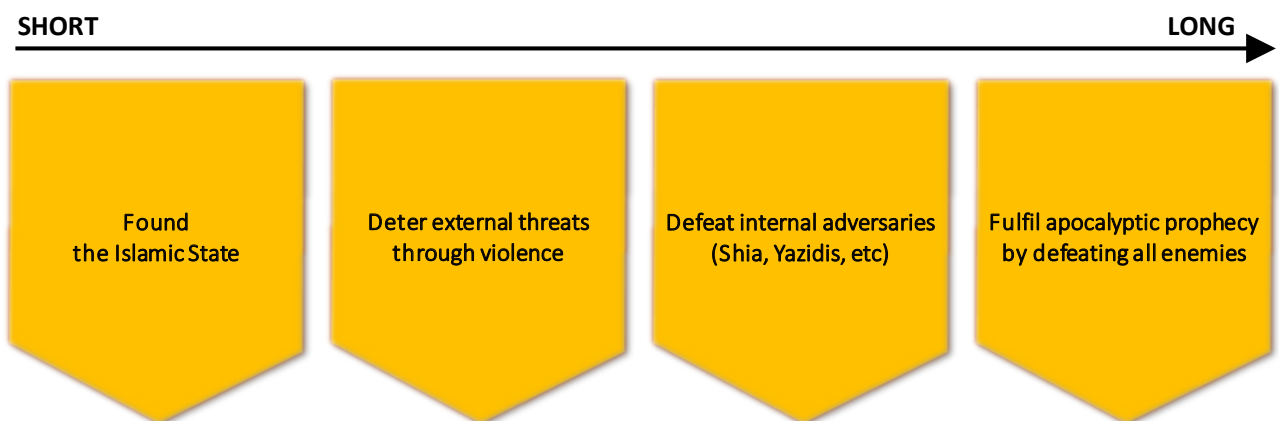 SHORT
LONG
Found
the Islamic State
Deter external threats
through violence
Defeat internal adversaries
(Shia, Yazidis, etc)
Fulfil apocalyptic prophecy
by defeating all enemies